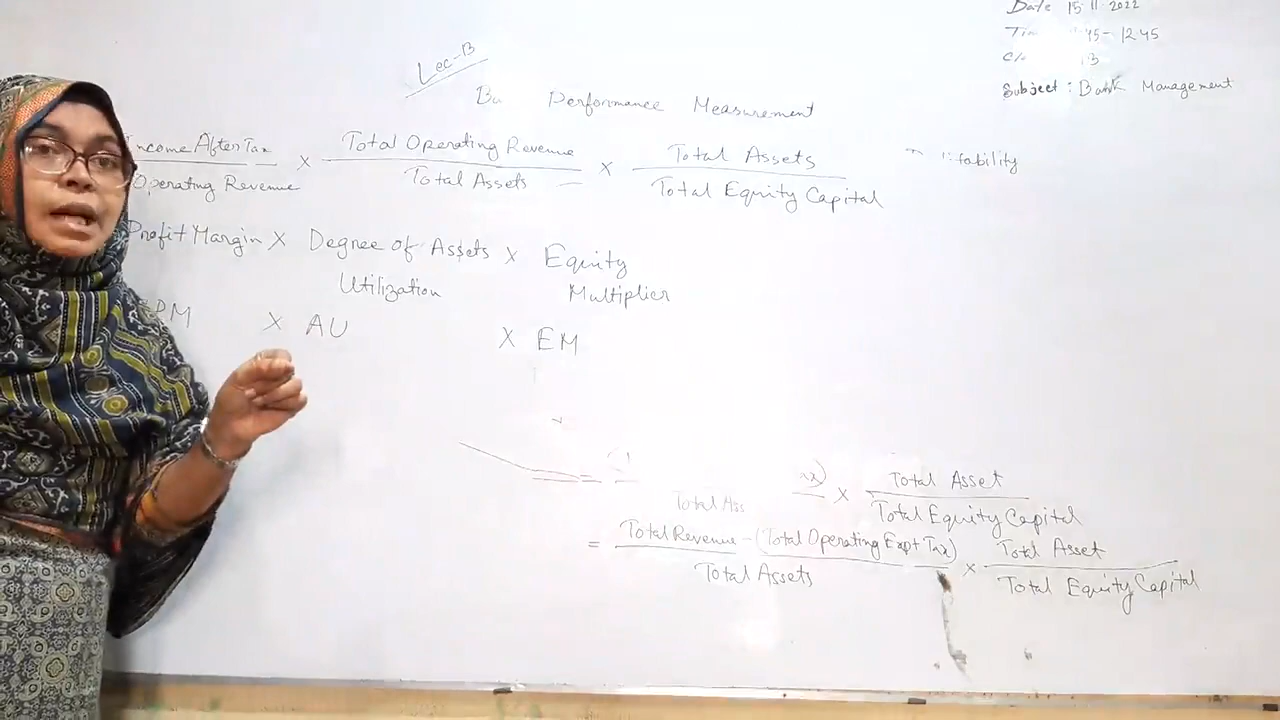 Date 15.11.2022
45-12:45
Subject: Bank Management
Lec-13
Performance Measurement
Income After Tax × Total Operating Revenue × Total Assets
Operating Revenue Total Assets Total Equity Capital
Profit Margin × Degree of Assets Utilization × Equity Multiplier
× AU × EM
× Total Asset
Total Ass Total Equity Capital
= Total Revenue - (Total Operating Exp + Tax) × Total Asset
Total Assets Total Equity Capital